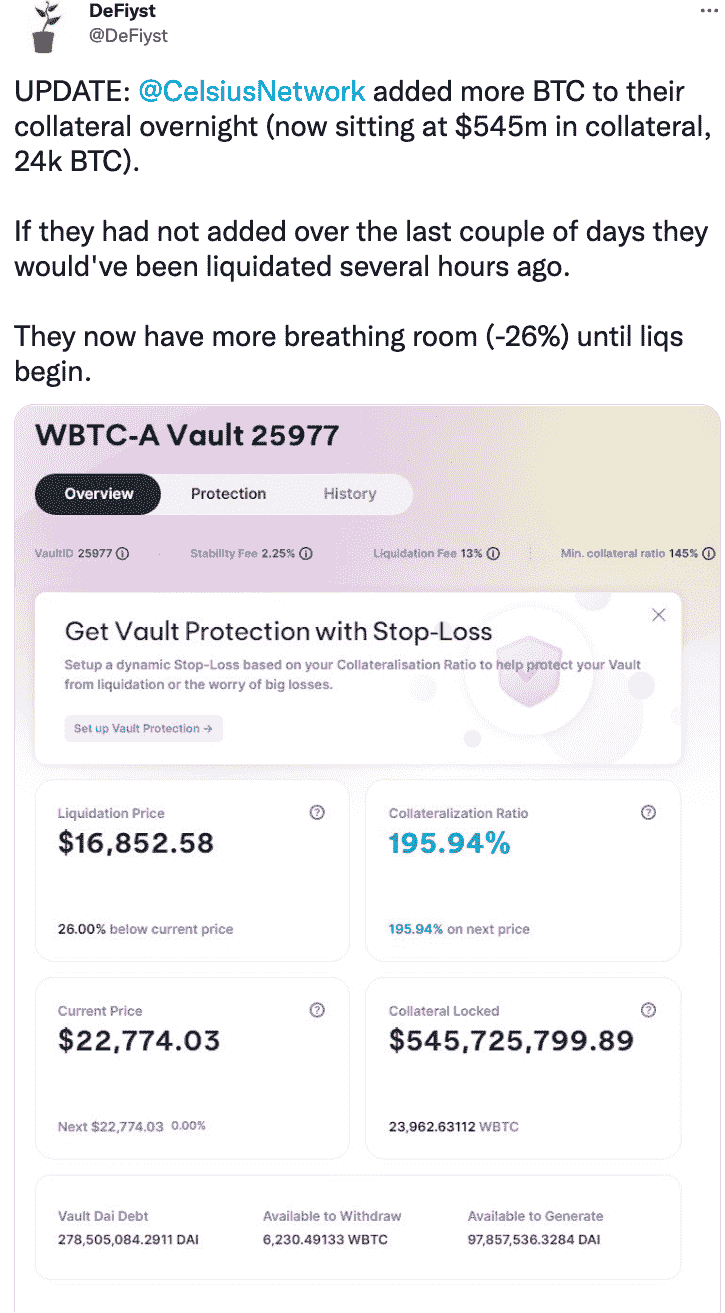 DeFiyst
@DeFiyst
UPDATE: @CelsiusNetwork added more BTC to their
collateral overnight (now sitting at $545m in collateral,
24k BTC).
If they had not added over the last couple of days they
would've been liquidated several hours ago.
They now have more breathing room (-26%) until liqs
begin.
WBTC-A Vault 25977
Overview Protection History
VaultID 25977 Stability Fee 2.25% Liquidation Fee 13% Min. collateral ratio 145%
Get Vault Protection with Stop-Loss
Setup a dynamic Stop-Loss based on your Collateralisation Ratio to help protect your Vault
from liquidation or the worry of big losses.
Set up Vault Protection →
Liquidation Price Collateralization Ratio
$16,852.58 195.94%
26.00% below current price 195.94% on next price
Current Price Collateral Locked
$22,774.03 $545,725,799.89
Next $22,774.03 0.00% 23,962.63112 WBTC
Vault Dai Debt Available to Withdraw Available to Generate
278,505,084.2911 DAI 6,230.49133 WBTC 97,857,536.3284 DAI